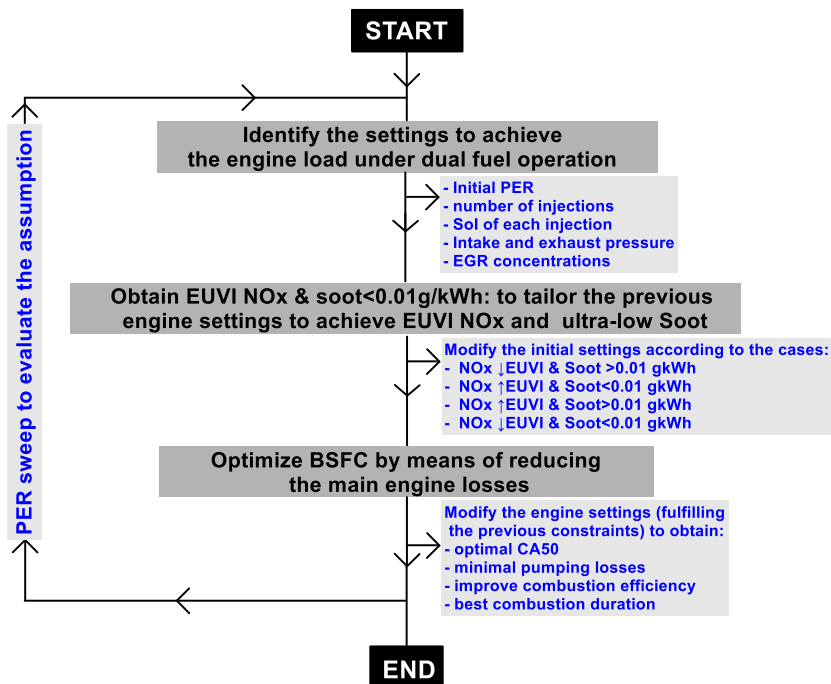 START
Identify the settings to achieve
the engine load under dual fuel operation
- Initial PER
- number of injections
- SoI of each injection
- Intake and exhaust pressure
- EGR concentrations
Obtain EUVI NOx & soot<0.01g/kWh: to tailor the previous
engine settings to achieve EUVI NOx and ultra-low Soot
Modify the initial settings according to the cases:
- NOx ↓EUVI & Soot >0.01 gkWh
- NOx ↑EUVI & Soot<0.01 gkWh
- NOx ↑EUVI & Soot>0.01 gkWh
- NOx ↓EUVI & Soot<0.01 gkWh
Optimize BSFC by means of reducing
the main engine losses
Modify the engine settings (fulfilling
the previous constraints) to obtain:
- optimal CA50
- minimal pumping losses
- improve combustion efficiency
- best combustion duration
PER sweep to evaluate the assumption
END